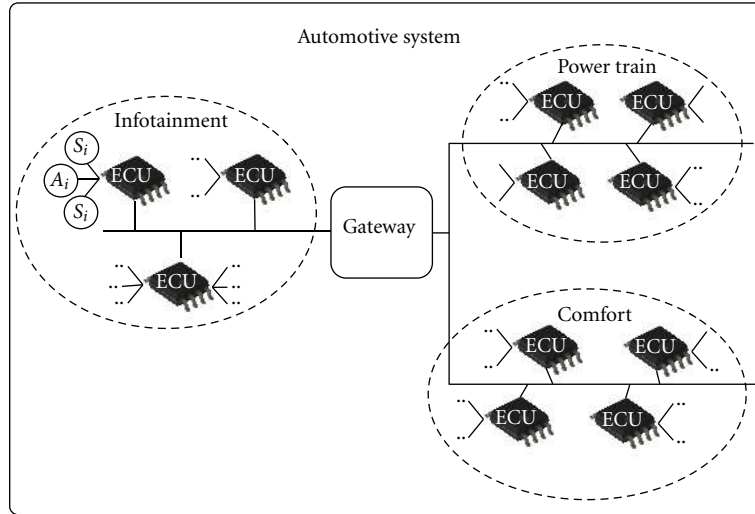 Automotive system
Power train
ECU
ECU
ECU
ECU
Infotainment
S_i
A_i
S_i
ECU
ECU
ECU
Gateway
Comfort
ECU
ECU
ECU
ECU